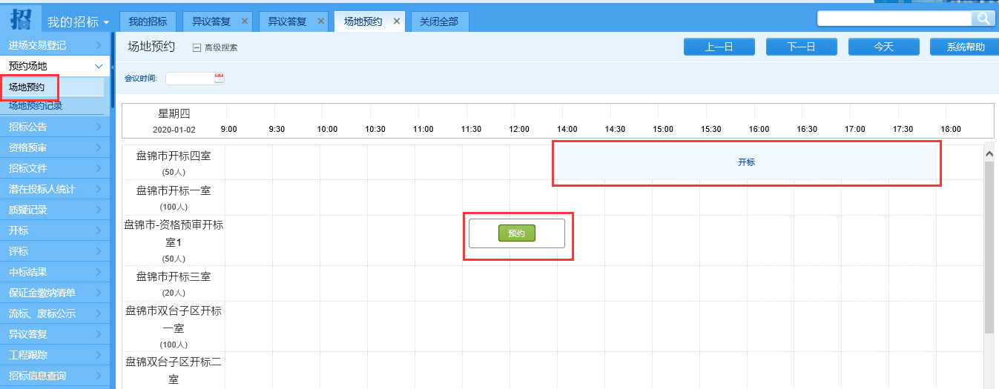 招 我的招标
我的招标 异议答复 异议答复 场地预约 关闭全部
进场交易登记
预约场地
场地预约
场地预约记录
招标公告
资格预审
招标文件
潜在投标人统计
质疑记录
开标
评标
中标结果
保证金缴纳清单
流标、废标公示
异议答复
工程跟踪
招标信息查询
场地预约 高级搜索 上一日 下一日 今天 系统帮助
会议时间:
星期四
2020-01-02 9:00 9:30 10:00 10:30 11:00 11:30 12:00 14:00 14:30 15:00 15:30 16:00 16:30 17:00 17:30 18:00
盘锦市开标四室
(50人)
开标
盘锦市开标一室
(100人)
盘锦市-资格预审开标
室1
(50人)
预约
盘锦市开标三室
(20人)
盘锦市双台子区开标
一室
(100人)
盘锦双台子区开标二
室